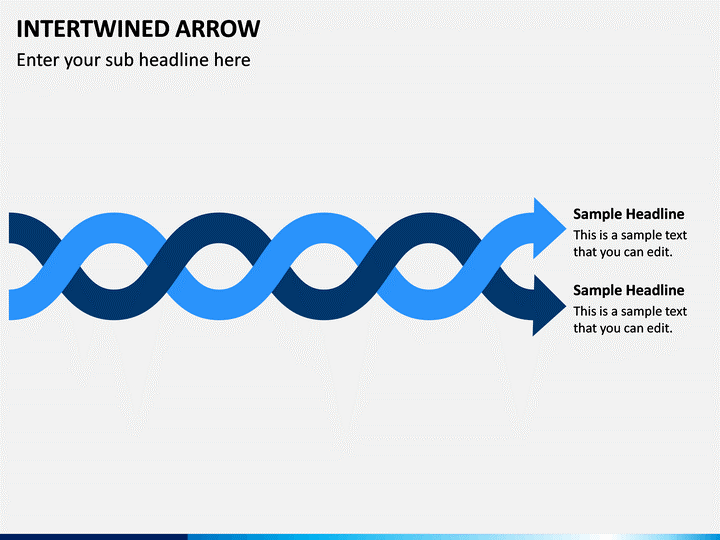 INTERTWINED ARROW
Enter your sub headline here
Sample Headline
This is a sample text
that you can edit.
Sample Headline
This is a sample text
that you can edit.